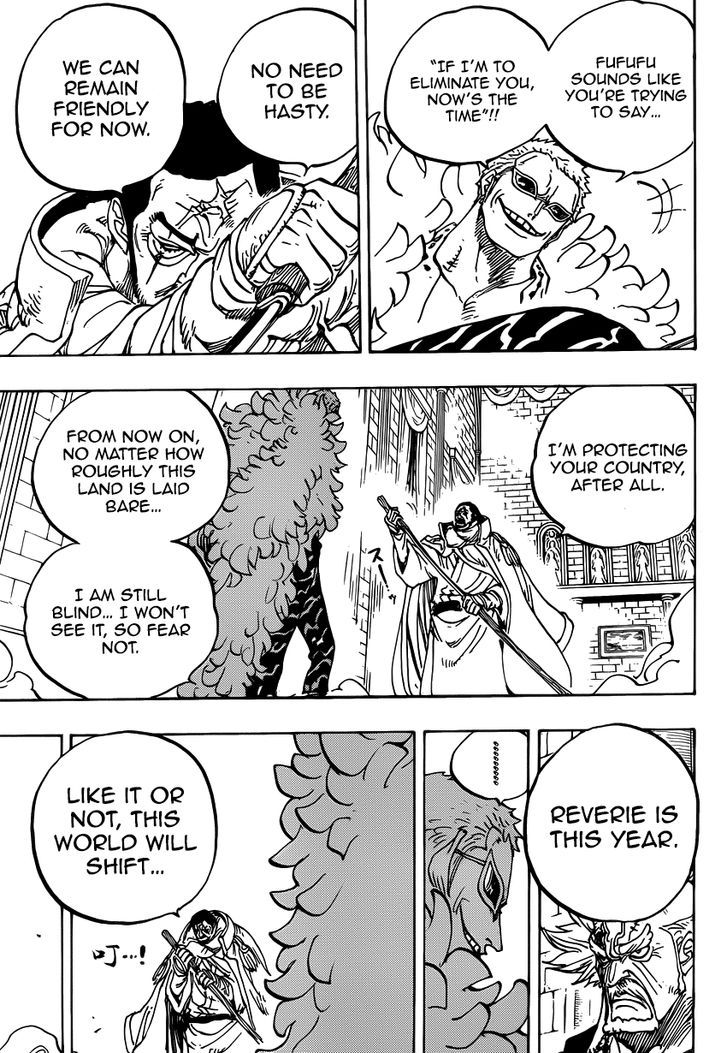 FUFUFU
SOUNDS LIKE
YOU'RE TRYING
TO SAY...
"IF I'M TO
ELIMINATE YOU,
NOW'S THE
TIME"!!
NO NEED
TO BE
HASTY.
WE CAN
REMAIN
FRIENDLY
FOR NOW.
I'M PROTECTING
YOUR COUNTRY,
AFTER ALL.
スー…
FROM NOW ON,
NO MATTER HOW
ROUGHLY THIS
LAND IS LAID
BARE...
I AM STILL
BLIND... I WON'T
SEE IT, SO FEAR
NOT.
REVERIE IS
THIS YEAR.
.........
LIKE IT OR
NOT, THIS
WORLD WILL
SHIFT...